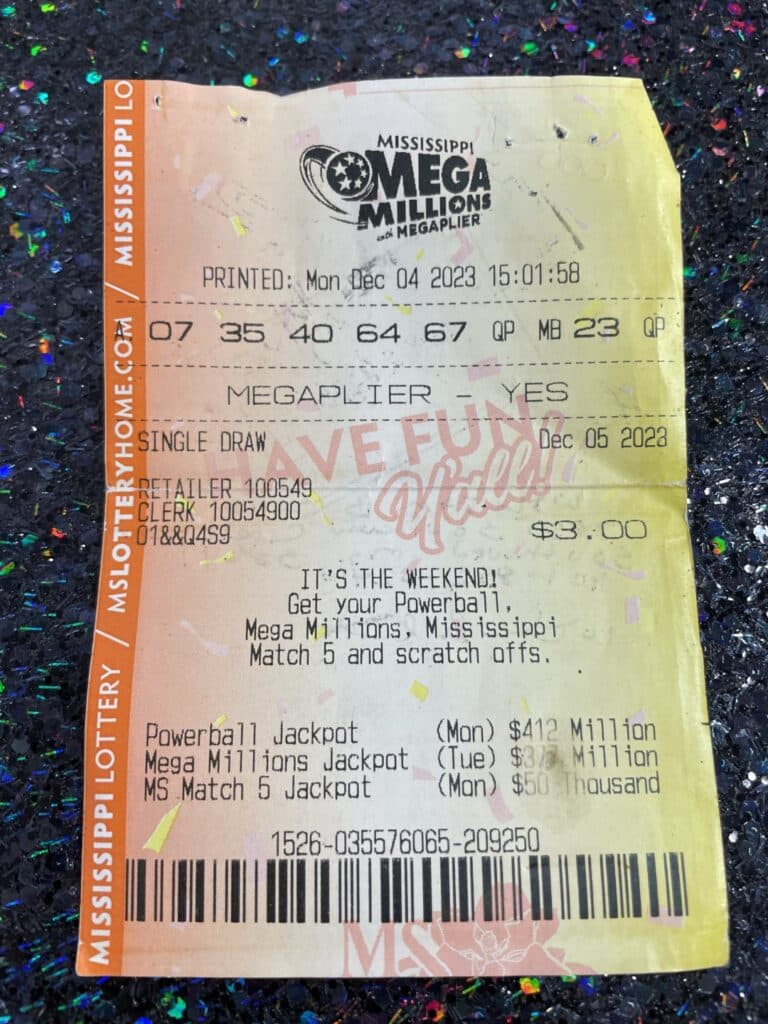 MISSISSIPPI
MEGA
MILLIONS
with MEGAPLIER
PRINTED: Mon Dec 04 2023 15:01:58
A 07 35 40 64 67 QP MB 23 QP
MEGAPLIER - YES
SINGLE DRAW Dec 05 2023
HAVE FUN
Y'all!
RETAILER 100549
CLERK 10054900
01&&Q4S9
$3.00
IT'S THE WEEKEND!
Get your Powerball,
Mega Millions, Mississippi
Match 5 and scratch offs.
Powerball Jackpot (Mon) $412 Million
Mega Millions Jackpot (Tue) Million
MS Match 5 Jackpot (Mon) $50 Thousand
1526-035576065-209250
MS
MISSISSIPPI LOTTERY / MSLOTTERYHOME.COM / MISSISSIPPI LO